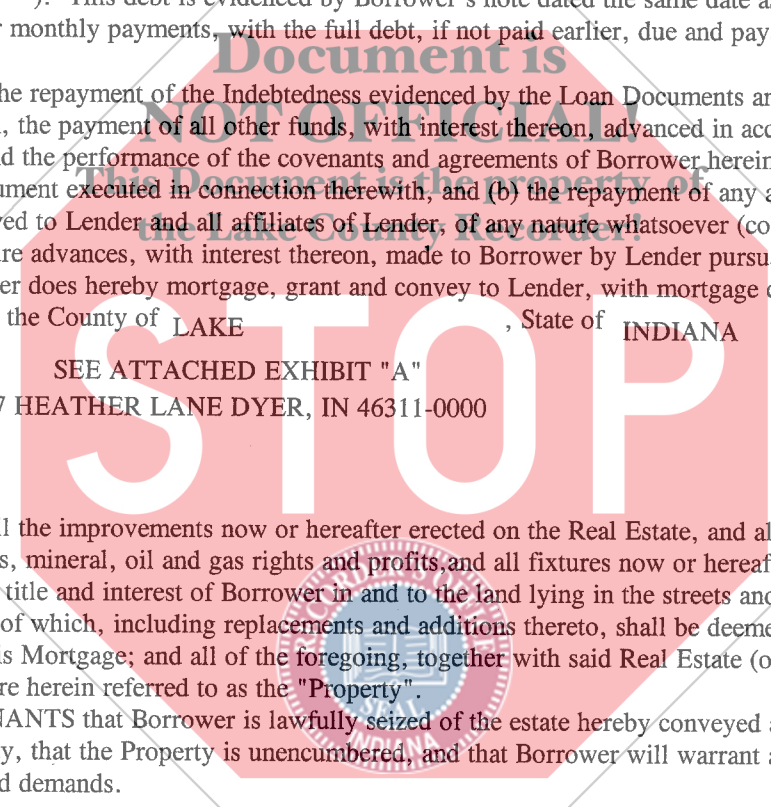 ). This debt is evidenced by Borrower's note dated the same date a
r monthly payments, with the full debt, if not paid earlier, due and pay
Document is
he repayment of the Indebtedness evidenced by the Loan Documents an
NOT OFFICIAL!
, the payment of all other funds, with interest thereon, advanced in acc
d the performance of the covenants and agreements of Borrower herein
This Document is the property of
ument executed in connection therewith, and (b) the repayment of any a
ved to Lender and all affiliates of Lender, of any nature whatsoever (co
the Lake County Recorder!
re advances, with interest thereon, made to Borrower by Lender pursu
er does hereby mortgage, grant and convey to Lender, with mortgage c
the County of LAKE , State of INDIANA
SEE ATTACHED EXHIBIT "A"
7 HEATHER LANE DYER, IN 46311-0000
STOP
ll the improvements now or hereafter erected on the Real Estate, and al
s, mineral, oil and gas rights and profits,and all fixtures now or hereaf
title and interest of Borrower in and to the land lying in the streets and
of which, including replacements and additions thereto, shall be deeme
is Mortgage; and all of the foregoing, together with said Real Estate (o
re herein referred to as the "Property".
NANTS that Borrower is lawfully seized of the estate hereby conveyed a
y, that the Property is unencumbered, and that Borrower will warrant a
d demands.
RECORDER'S OFFICE
SEAL
INDIANA